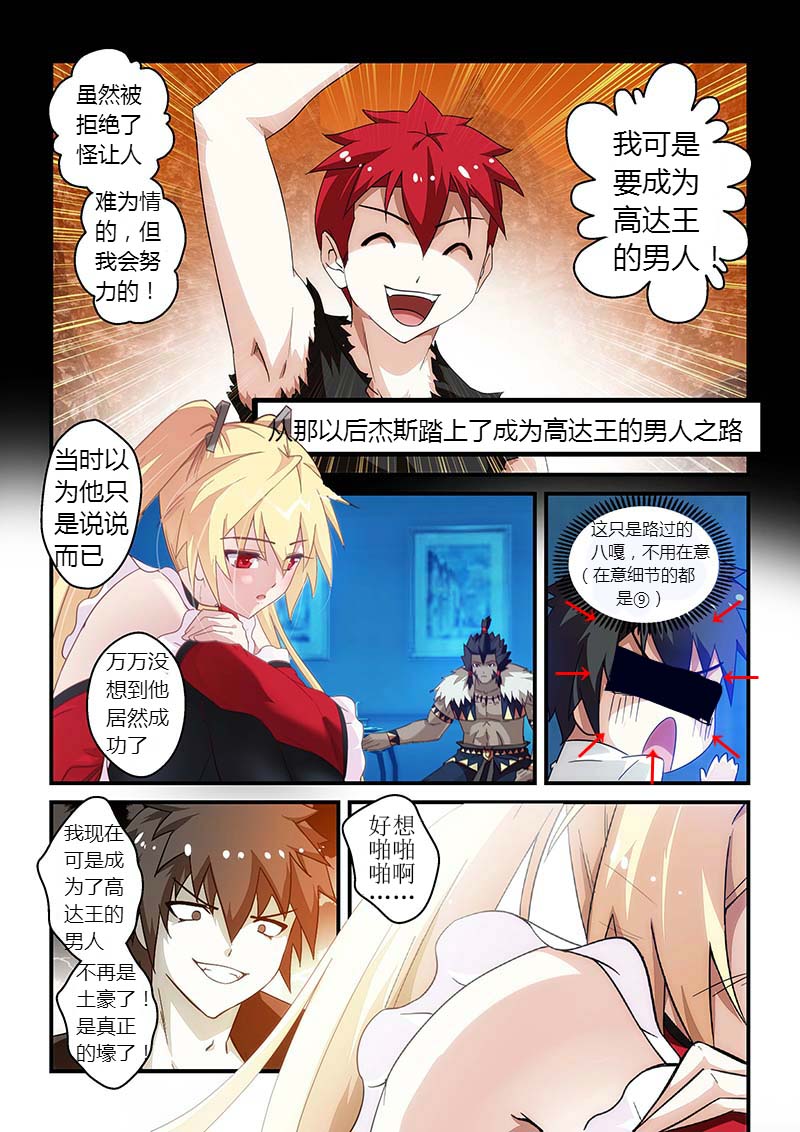 虽然被
拒绝了
怪让人
难为情
的，但
我会努
力的！
我可是
要成为
高达王
的男人！
从那以后杰斯踏上了成为高达王的男人之路
当时以
为他只
是说说
而已
万万没
想到他
居然成
功了
这只是路过的
八嘎，不用在意
（在意细节的都
是⑨）
我现在
可是成
为了高
达王的
男人
不再是
土豪了！
是真正
的壕了！
想啪啊
好啪啪……